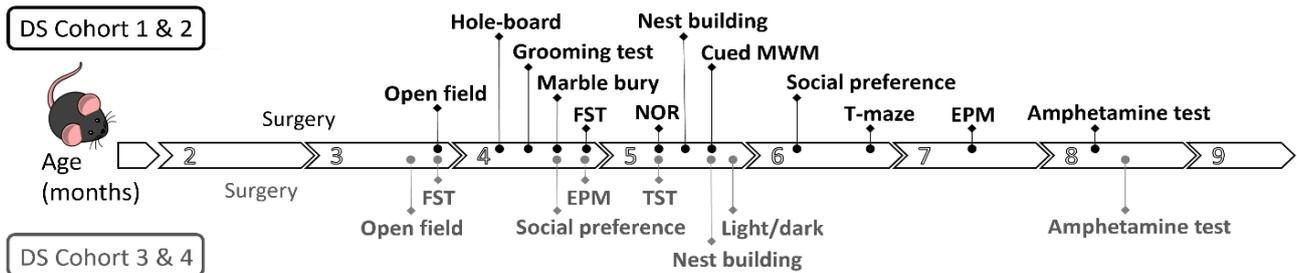 DS Cohort 1 & 2
Hole-board
Nest building
Grooming test
Cued MWM
Open field
Marble bury
Social preference
Surgery
FST
NOR
T-maze
EPM
Amphetamine test
Age
(months)
2
3
4
5
6
7
8
9
Surgery
FST
EPM
TST
Open field
Social preference
Light/dark
Amphetamine test
Nest building
DS Cohort 3 & 4